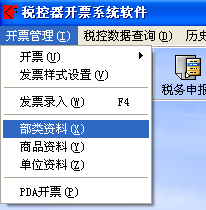 税控器开票系统软件
开票管理(I) 税控数据查询(D) 历史
开票(U)
发票样式设置(V)
发票录入(W) F4
部类资料(X)
商品资料(Y)
单位资料(Z)
PDA开票(P)
税务申报